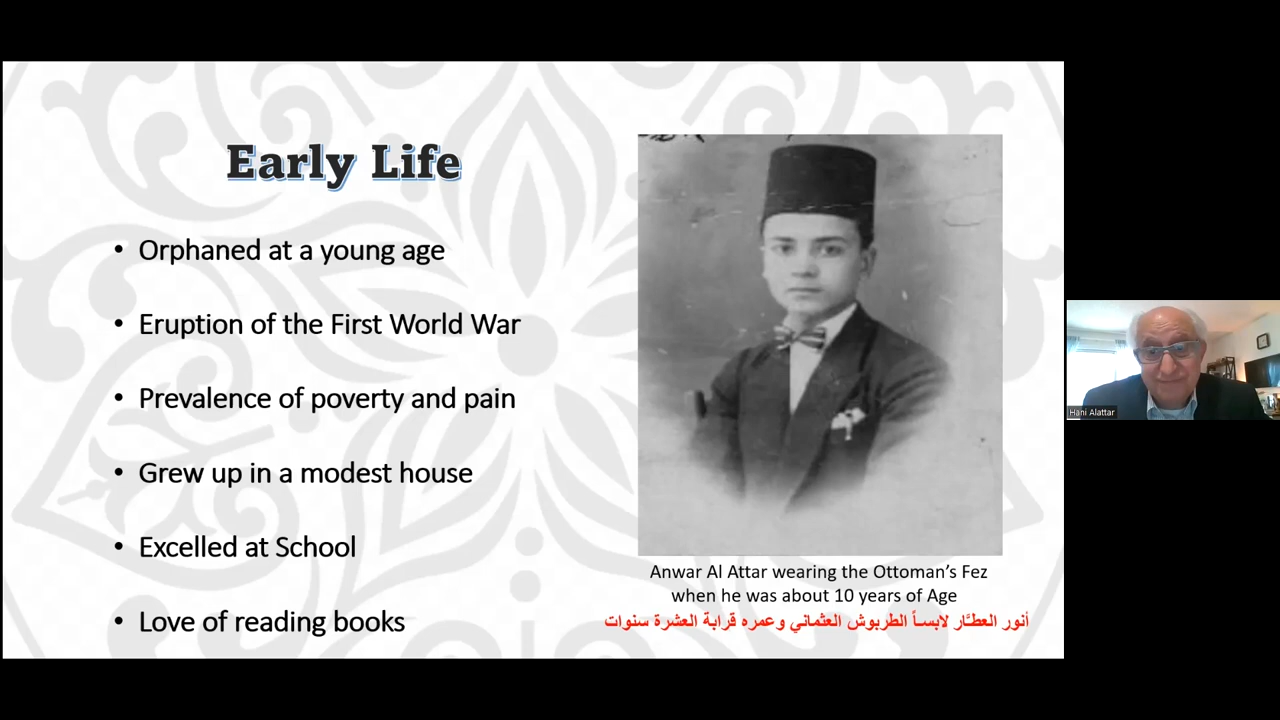 Early Life
• Orphaned at a young age
• Eruption of the First World War
• Prevalence of poverty and pain
• Grew up in a modest house
• Excelled at School
• Love of reading books
Anwar Al Attar wearing the Ottoman's Fez
when he was about 10 years of Age
أنور العطـّار لابسـاً الطربوش العثماني وعمره قرابة العشرة سنوات
Hani Alattar